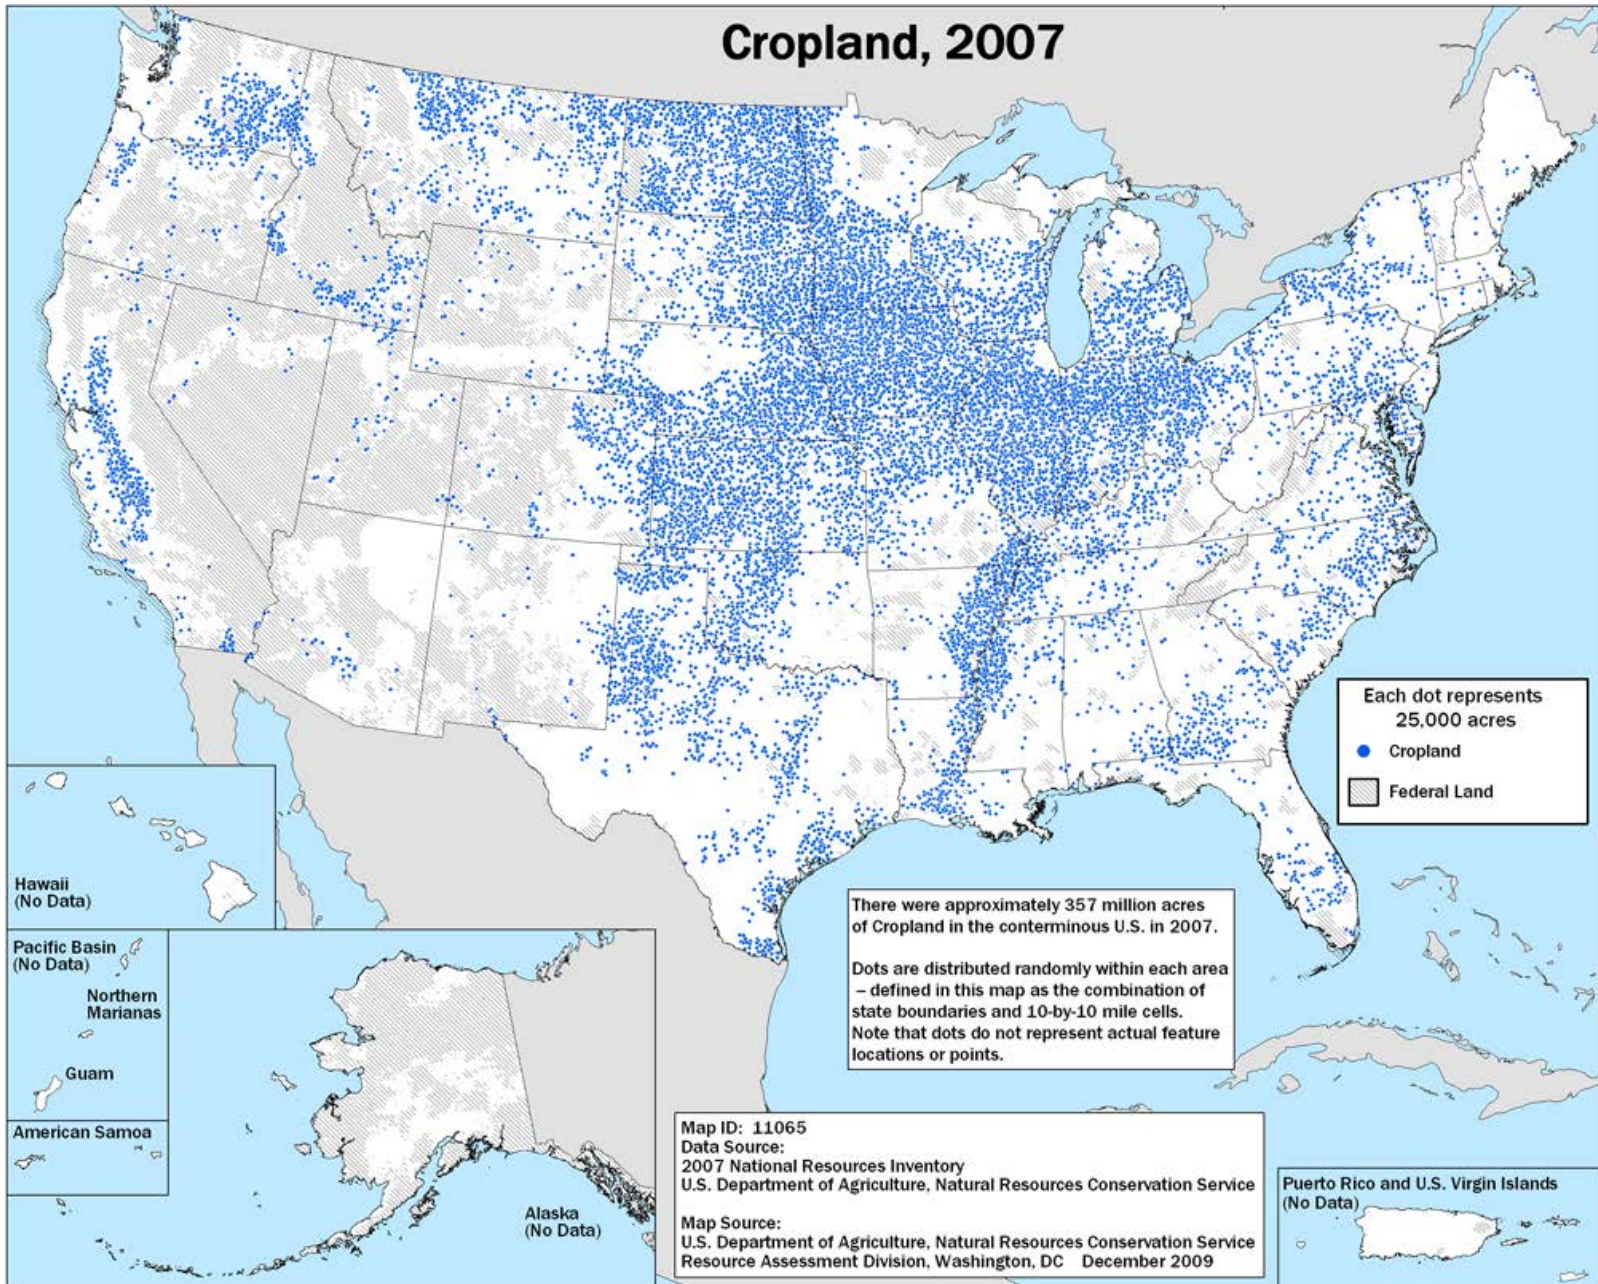 Cropland, 2007
Each dot represents
25,000 acres
Cropland
Federal Land
Hawaii
(No Data)
There were approximately 357 million acres
of Cropland in the conterminous U.S. in 2007.
Dots are distributed randomly within each area
– defined in this map as the combination of
state boundaries and 10-by-10 mile cells.
Note that dots do not represent actual feature
locations or points.
Pacific Basin
(No Data)
Northern
Marianas
Guam
American Samoa
Alaska
(No Data)
Map ID: 11065
Data Source:
2007 National Resources Inventory
U.S. Department of Agriculture, Natural Resources Conservation Service
Map Source:
U.S. Department of Agriculture, Natural Resources Conservation Service
Resource Assessment Division, Washington, DC December 2009
Puerto Rico and U.S. Virgin Islands
(No Data)